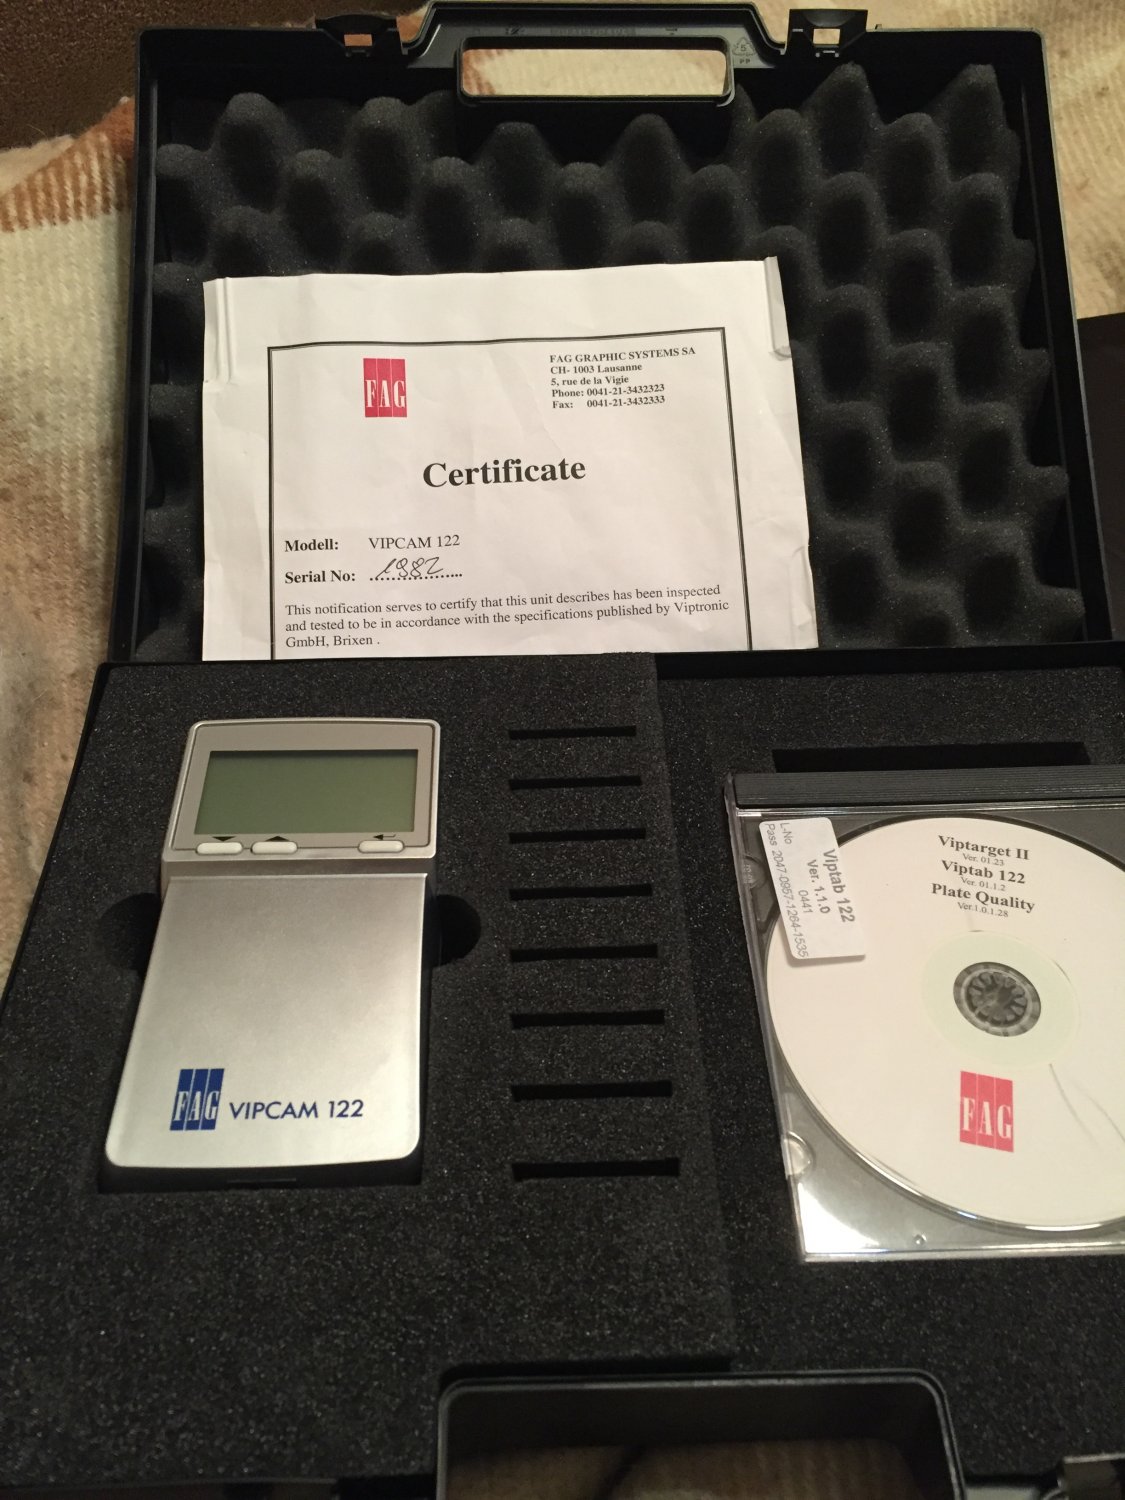 5
PP
FAG
FAG GRAPHIC SYSTEMS SA
CH- 1003 Lausanne
5, rue de la Vigie
Phone: 0041-21-3432323
Fax: 0041-21-3432333
Certificate
Modell: VIPCAM 122
Serial No: 1882
This notification serves to certify that this unit describes has been inspected
and tested to be in accordance with the specifications published by Viptronic
GmbH, Brixen .
FAG VIPCAM 122
Viptab 122
Ver. 1.1.0
0441
L-No
Pass 2047-0957-1264-1535
Viptarget II
Ver. 01.23
Viptab 122
Ver. 01.1.2
Plate Quality
Ver.1.0.1.28
FAG